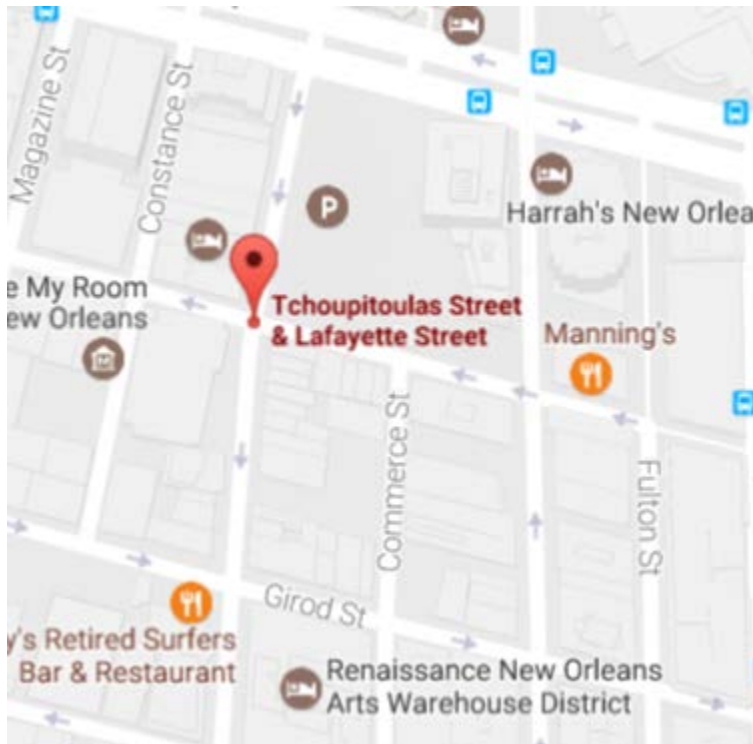 Magazine St
Constance St
P
Harrah's New Orlea
e My Room
ew Orleans
Tchoupitoulas Street
& Lafayette Street
Manning's
Commerce St
Fulton St
Girod St
y's Retired Surfers
Bar & Restaurant
Renaissance New Orleans
Arts Warehouse District